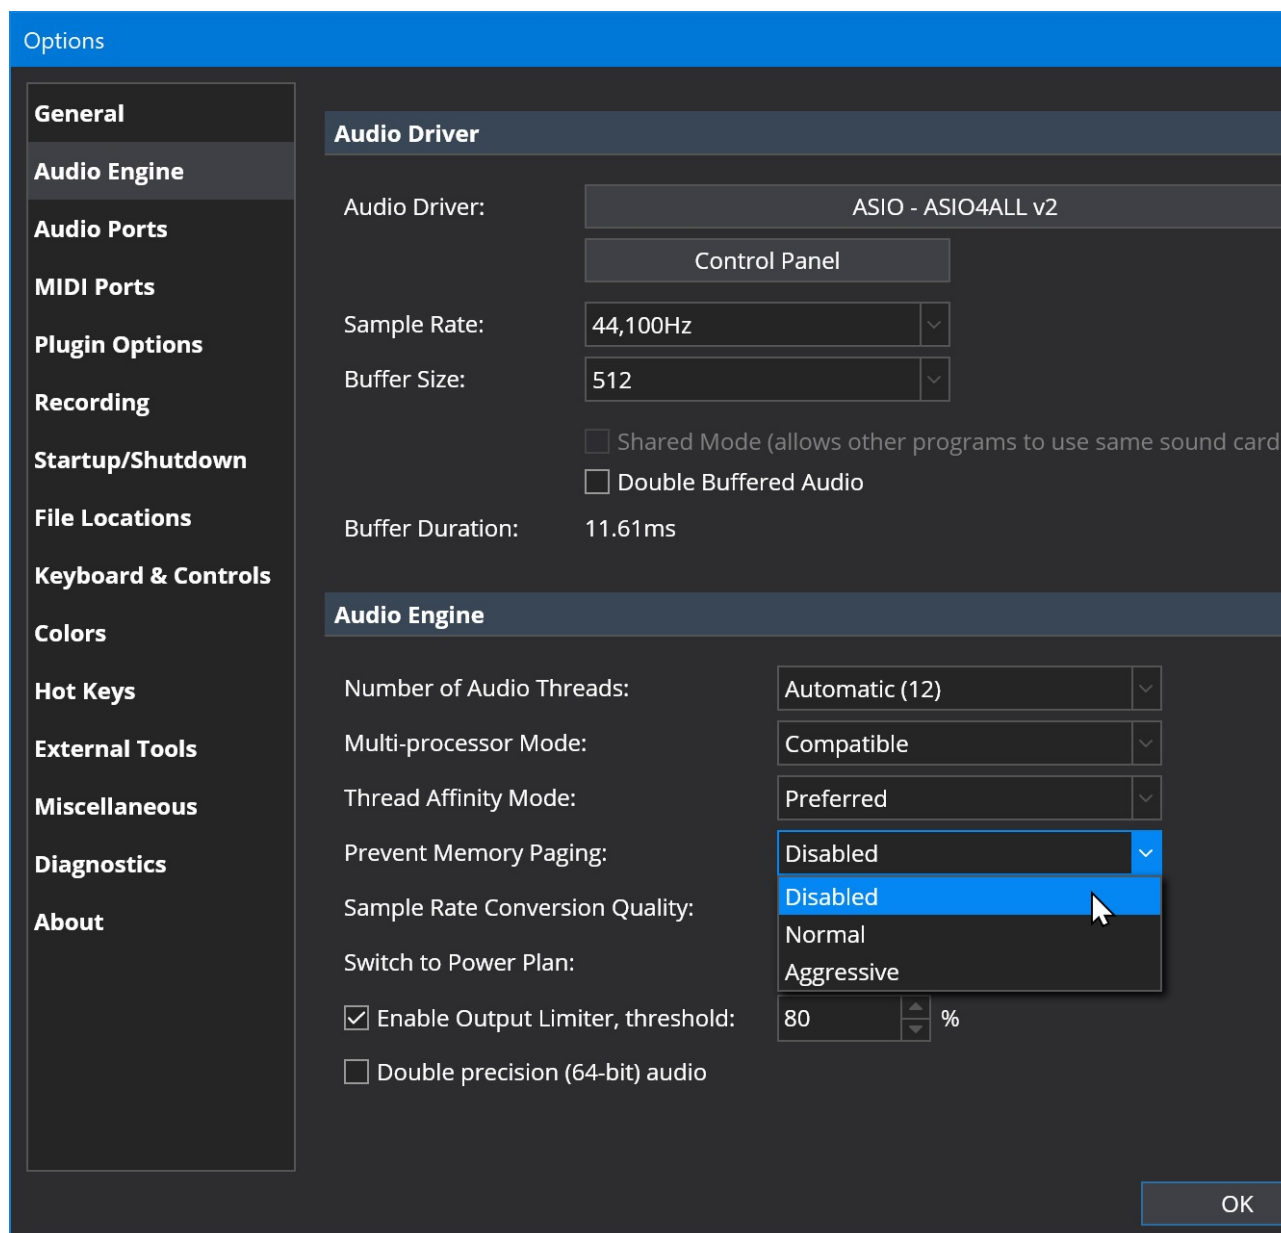 Options
General
Audio Engine
Audio Ports
MIDI Ports
Plugin Options
Recording
Startup/Shutdown
File Locations
Keyboard & Controls
Colors
Hot Keys
External Tools
Miscellaneous
Diagnostics
About
Audio Driver
Audio Driver: ASIO - ASIO4ALL v2
Control Panel
Sample Rate: 44,100Hz
Buffer Size: 512
Shared Mode (allows other programs to use same sound card
Double Buffered Audio
Buffer Duration: 11.61ms
Audio Engine
Number of Audio Threads: Automatic (12)
Multi-processor Mode: Compatible
Thread Affinity Mode: Preferred
Prevent Memory Paging: Disabled
Disabled
Normal
Aggressive
Sample Rate Conversion Quality:
Switch to Power Plan:
Enable Output Limiter, threshold: 80 %
Double precision (64-bit) audio
OK